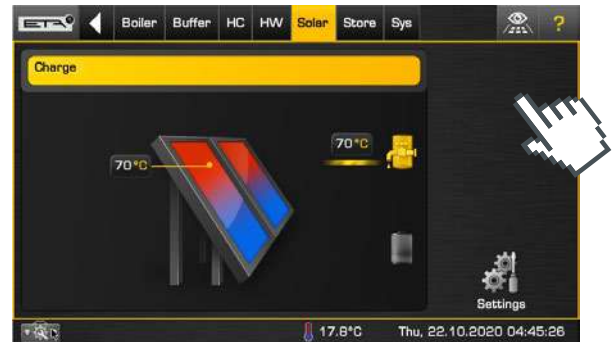 ETA
Boiler Buffer HC HW Solar Store Sys ?
Charge
70°C
70°C
Settings
17.8°C Thu, 22.10.2020 04:45:26